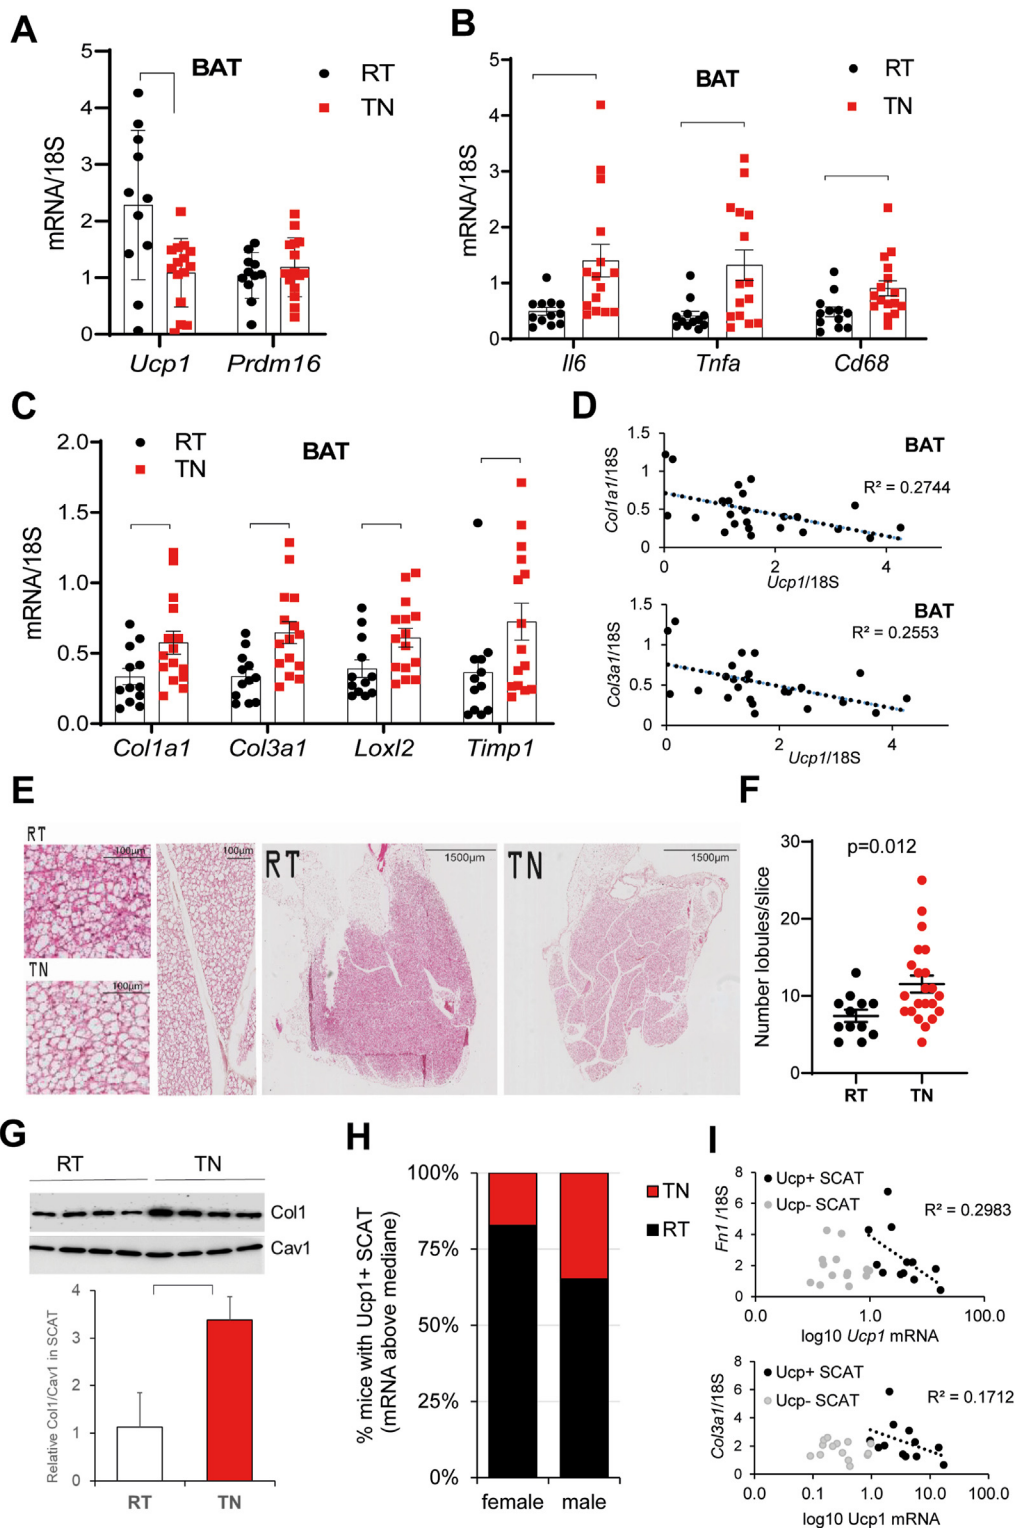 A
BAT
RT
TN
mRNA/18S
5
4
3
2
1
0
Ucp1
Prdm16
B
BAT
RT
TN
mRNA/18S
5
4
3
2
1
0
Il6
Tnfa
Cd68
C
RT
TN
BAT
mRNA/18S
2.0
1.5
1.0
0.5
0.0
Col1a1
Col3a1
Loxl2
Timp1
D
BAT
R² = 0.2744
Col1a1/18S
1.5
1
0.5
0
0
2
4
Ucp1/18S
BAT
R² = 0.2553
Col3a1/18S
1.5
1
0.5
0
0
2
4
Ucp1/18S
E
RT
100µm
TN
100µm
100µm
RT
1500µm
TN
1500µm
F
p=0.012
Number lobules/slice
30
20
10
0
RT
TN
G
RT
TN
Col1
Cav1
Relative Col1/Cav1 in SCAT
4
3
2
1
0
RT
TN
H
% mice with Ucp1+ SCAT
(mRNA above mediane)
100%
75%
50%
25%
0%
female
male
TN
RT
I
Ucp+ SCAT
Ucp- SCAT
R² = 0.2983
Fn1 /18S
8
6
4
2
0
0.0
1.0
100.0
log10 Ucp1 mRNA
Ucp+ SCAT
Ucp- SCAT
R² = 0.1712
Col3a1/18S
8
6
4
2
0
0.0
0.1
1.0
10.0
100.0
log10 Ucp1 mRNA